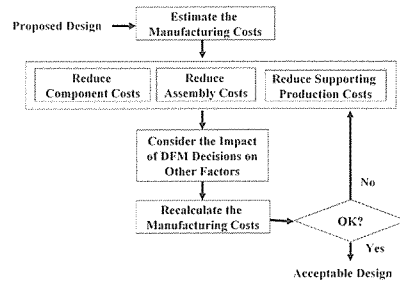 Proposed Design
Estimate the
Manufacturing Costs
Reduce
Component Costs
Reduce
Assembly Costs
Reduce Supporting
Production Costs
Consider the Impact
of DFM Decisions on
Other Factors
Recalculate the
Manufacturing Costs
OK?
No
Yes
Acceptable Design